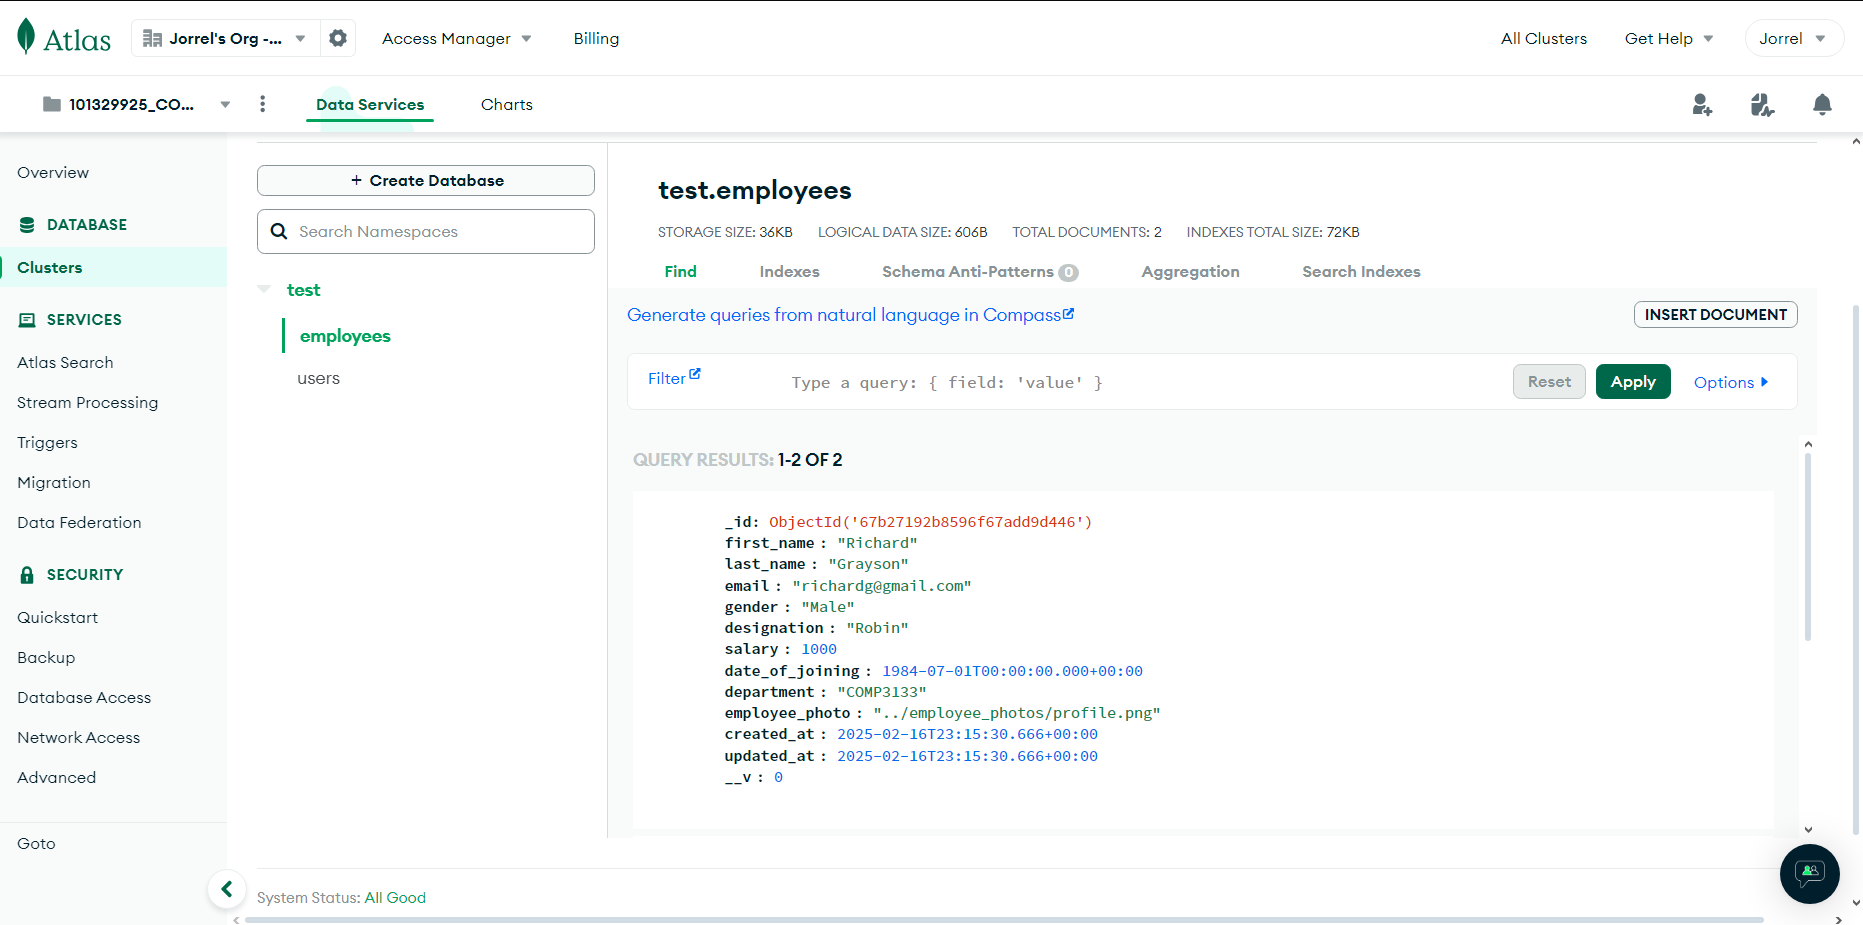 Atlas
Jorrel's Org -...
Access Manager
Billing
All Clusters
Get Help
Jorrel
101329925_CO...
Data Services
Charts
Overview
DATABASE
Clusters
SERVICES
Atlas Search
Stream Processing
Triggers
Migration
Data Federation
SECURITY
Quickstart
Backup
Database Access
Network Access
Advanced
Goto
+ Create Database
Search Namespaces
test
employees
users
test.employees
STORAGE SIZE: 36KB LOGICAL DATA SIZE: 606B TOTAL DOCUMENTS: 2 INDEXES TOTAL SIZE: 72KB
Find Indexes Schema Anti-Patterns 0 Aggregation Search Indexes
Generate queries from natural language in Compass
INSERT DOCUMENT
Filter
Type a query: { field: 'value' }
Reset
Apply
Options
QUERY RESULTS: 1-2 OF 2
_id: ObjectId('67b27192b8596f67add9d446')
first_name : "Richard"
last_name : "Grayson"
email : "richardg@gmail.com"
gender : "Male"
designation : "Robin"
salary : 1000
date_of_joining : 1984-07-01T00:00:00.000+00:00
department : "COMP3133"
employee_photo : "../employee_photos/profile.png"
created_at : 2025-02-16T23:15:30.666+00:00
updated_at : 2025-02-16T23:15:30.666+00:00
__v : 0
System Status: All Good